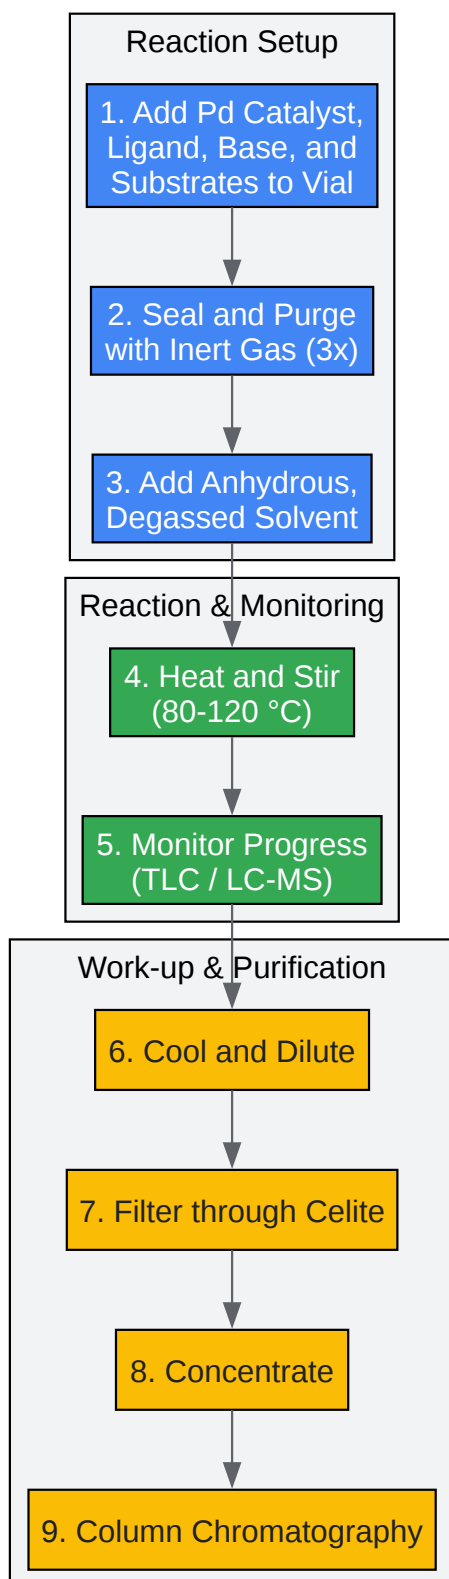 Reaction Setup
1. Add Pd Catalyst,
Ligand, Base, and
Substrates to Vial
2. Seal and Purge
with Inert Gas (3x)
3. Add Anhydrous,
Degassed Solvent
Reaction & Monitoring
4. Heat and Stir
(80-120 °C)
5. Monitor Progress
(TLC / LC-MS)
Work-up & Purification
6. Cool and Dilute
7. Filter through Celite
8. Concentrate
9. Column Chromatography